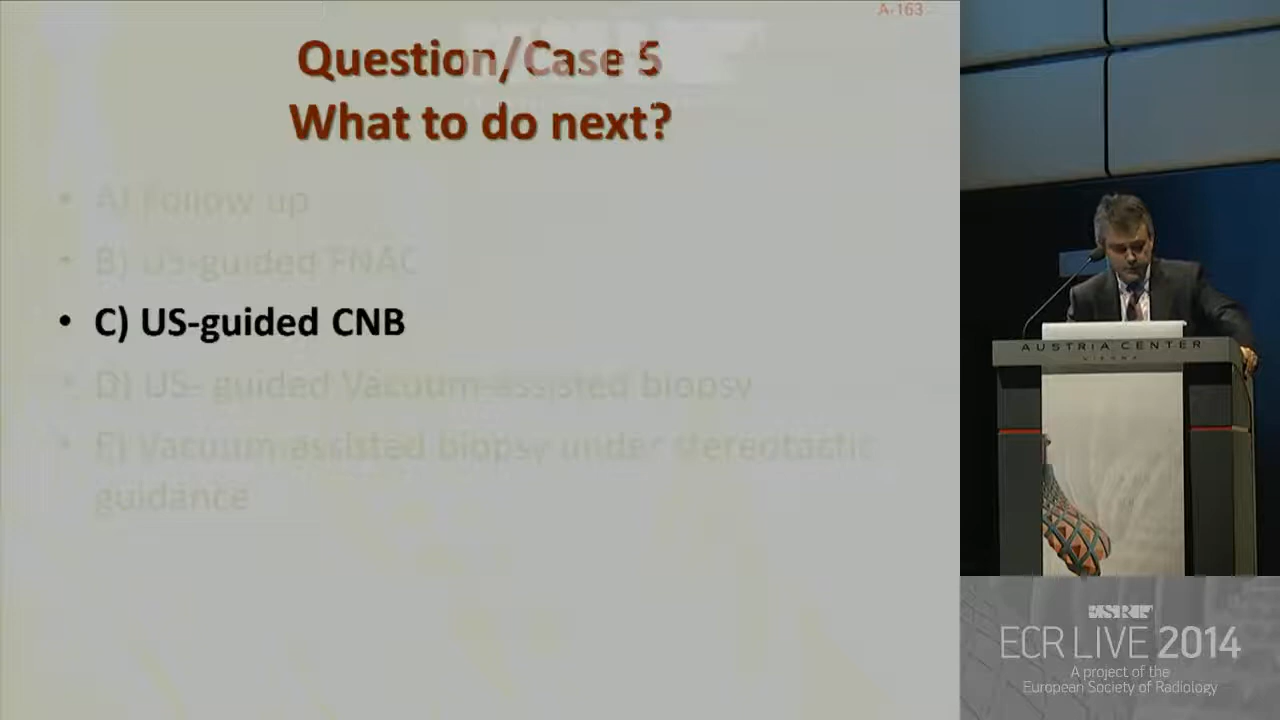 A-163
Question/Case 5
What to do next?
• A) Follow up
• B) US-guided FNAC
• C) US-guided CNB
• D) US- guided Vacuum-assisted biopsy
• E) Vacuum-assisted biopsy under stereotactic
guidance
AUSTRIA CENTER
VIENNA
ESR
ECR LIVE 2014
A project of the
European Society of Radiology